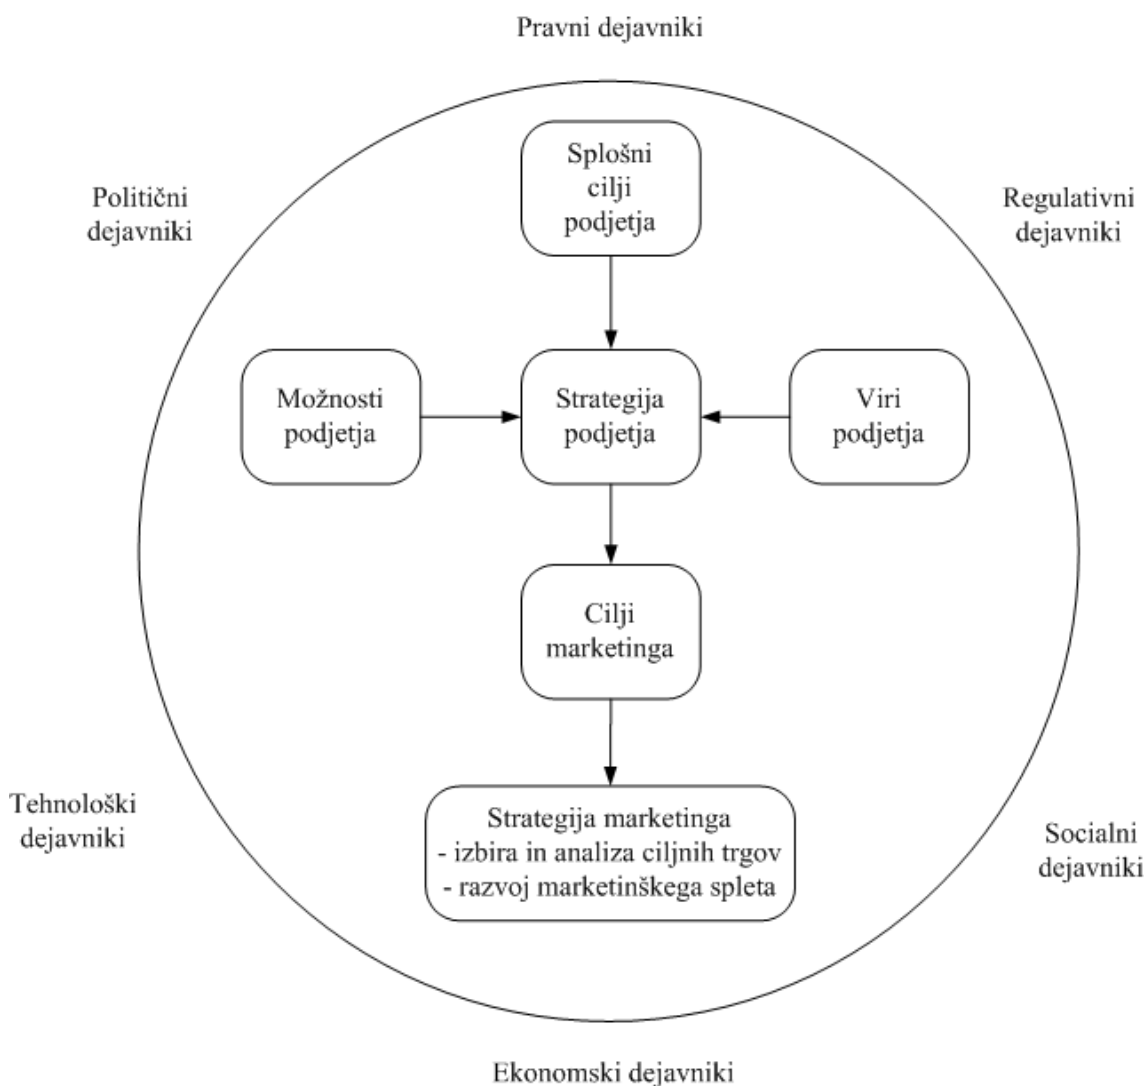 Pravni dejavniki
Splošni
cilji
podjetja
Politični
dejavniki
Regulativni
dejavniki
Možnosti
podjetja
Strategija
podjetja
Viri
podjetja
Cilji
marketinga
Tehnološki
dejavniki
Strategija marketinga
- izbira in analiza ciljnih trgov
- razvoj marketinškega spleta
Socialni
dejavniki
Ekonomski dejavniki